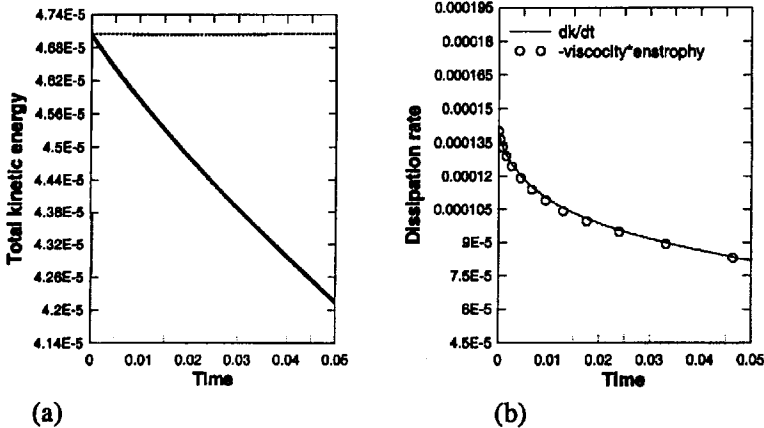 4.74E-5
4.68E-5
4.62E-5
4.56E-5
4.5E-5
4.44E-5
4.38E-5
4.32E-5
4.26E-5
4.2E-5
4.14E-5
Total kinetic energy
0 0.01 0.02 0.03 0.04 0.05
Time
(a)
0.000195
0.00018
0.000165
0.00015
0.000135
0.00012
0.000105
9E-5
7.5E-5
6E-5
4.5E-5
Dissipation rate
dk/dt
-viscocity*enstrophy
0 0.01 0.02 0.03 0.04 0.05
Time
(b)